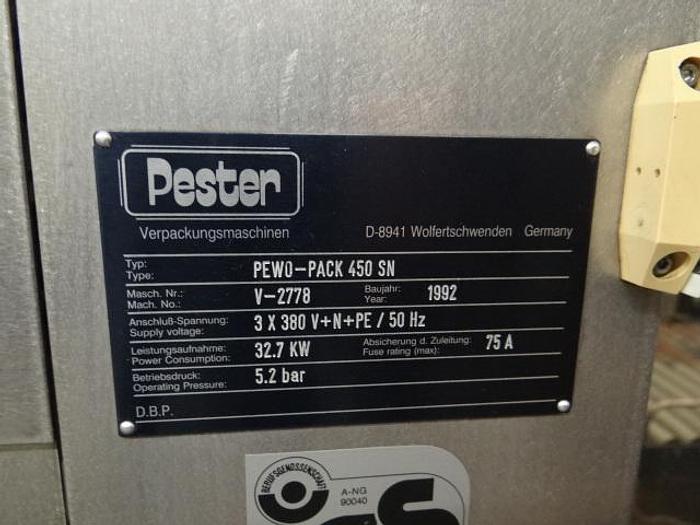 Pester
Verpackungsmaschinen D-8941 Wolfertschwenden Germany
Typ: PEWO-PACK 450 SN
Type:
Masch. Nr.: V-2778 Baujahr: 1992
Mach. No.: Year:
Anschluß-Spannung: 3 X 380 V+N+PE / 50 Hz
Supply voltage:
Leistungsaufnahme: 32.7 KW Absicherung d. Zuleitung: 75 A
Power Consumption: Fuse rating (max):
Betriebsdruck: 5.2 bar
Operating Pressure:
D.B.P.
BERUFSGENOSSENSCHAFT
A-NG
90040